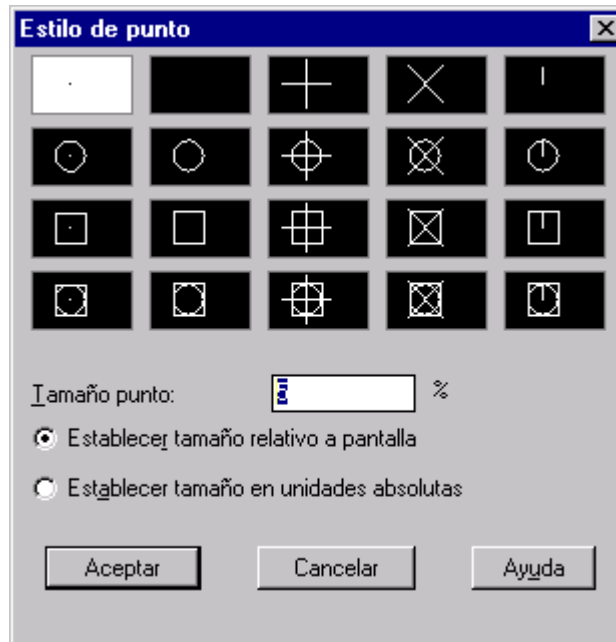 Estilo de punto
Tamaño punto: %
Establecer tamaño relativo a pantalla
Establecer tamaño en unidades absolutas
Aceptar Cancelar Ayuda